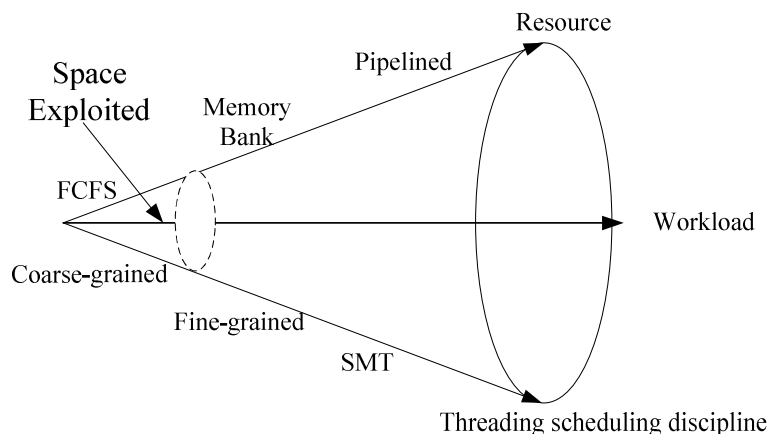 Resource
Pipelined
Space
Exploited
Memory
Bank
FCFS
Workload
Coarse-grained
Fine-grained
SMT
Threading scheduling discipline